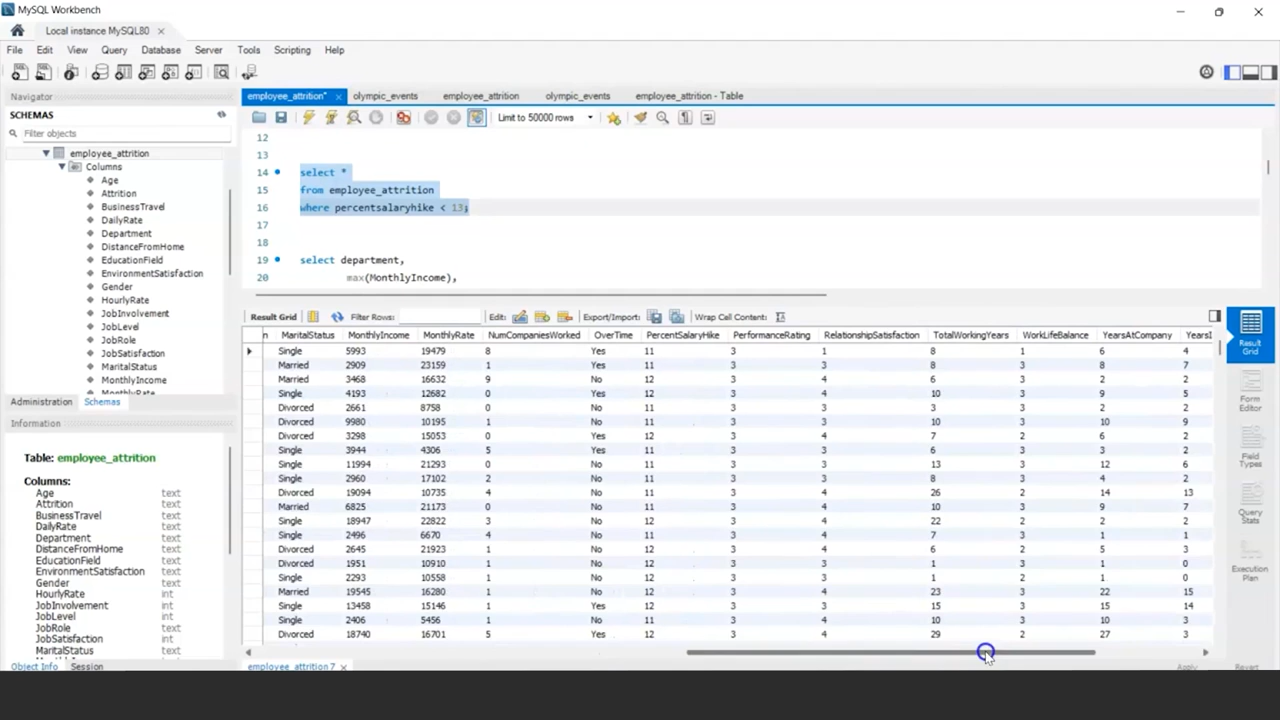 MySQL Workbench
Local instance MySQL80
File Edit View Query Database Server Tools Scripting Help
Navigator
SCHEMAS
Filter objects
employee_attrition
Columns
Age
Attrition
BusinessTravel
DailyRate
Department
DistanceFromHome
EducationField
EnvironmentSatisfaction
Gender
HourlyRate
JobInvolvement
JobLevel
JobRole
JobSatisfaction
MaritalStatus
MonthlyIncome
MonthlyRate
Administration Schemas
Information
Table: employee_attrition
Columns:
Age text
Attrition text
BusinessTravel text
DailyRate text
Department text
DistanceFromHome text
EducationField text
EnvironmentSatisfaction text
Gender text
HourlyRate int
JobInvolvement int
JobLevel int
JobRole text
JobSatisfaction int
MaritalStatus text
Object Info Session
employee_attrition* olympic_events employee_attrition olympic_events employee_attrition - Table
Limit to 50000 rows
12
13
14 select *
15 from employee_attrition
16 where percentsalaryhike < 13;
17
18
19 select department,
20 max(MonthlyIncome),
Result Grid Filter Rows: Edit: Export/Import: Wrap Cell Content:
n MaritalStatus MonthlyIncome MonthlyRate NumCompaniesWorked OverTime PercentSalaryHike PerformanceRating RelationshipSatisfaction TotalWorkingYears WorkLifeBalance YearsAtCompany YearsI
Single 5993 19479 8 Yes 11 3 1 8 1 6 4
Married 2909 23159 1 Yes 11 3 3 8 3 8 7
Married 3468 16632 9 No 12 3 4 6 3 2 2
Single 4193 12682 0 Yes 12 3 4 10 3 9 5
Divorced 2661 8758 0 No 11 3 3 3 3 2 2
Divorced 9980 10195 1 No 11 3 3 10 3 10 9
Divorced 3298 15053 0 Yes 12 3 4 7 2 6 2
Single 3944 4306 5 Yes 11 3 3 6 3 3 2
Single 11994 21293 0 No 11 3 3 13 3 12 6
Single 2960 17102 2 No 11 3 3 8 3 4 2
Divorced 19094 10735 4 No 11 3 4 26 2 14 13
Married 6825 21173 0 No 11 3 4 10 3 9 7
Single 18947 22822 3 No 12 3 4 22 2 2 2
Single 2496 6670 4 No 11 3 4 7 3 1 1
Divorced 2645 21923 1 No 12 3 4 6 2 5 3
Divorced 1951 10910 1 No 12 3 3 1 3 1 0
Single 2293 10558 1 No 12 3 3 1 2 1 0
Married 19545 16280 1 No 12 3 4 23 3 22 15
Single 13458 15146 1 Yes 12 3 3 15 3 15 14
Single 2406 5456 1 No 11 3 4 10 3 10 3
Divorced 18740 16701 5 Yes 12 3 4 29 2 27 3
employee_attrition 7
Apply Revert
Result Grid
Form Editor
Field Types
Query Stats
Execution Plan